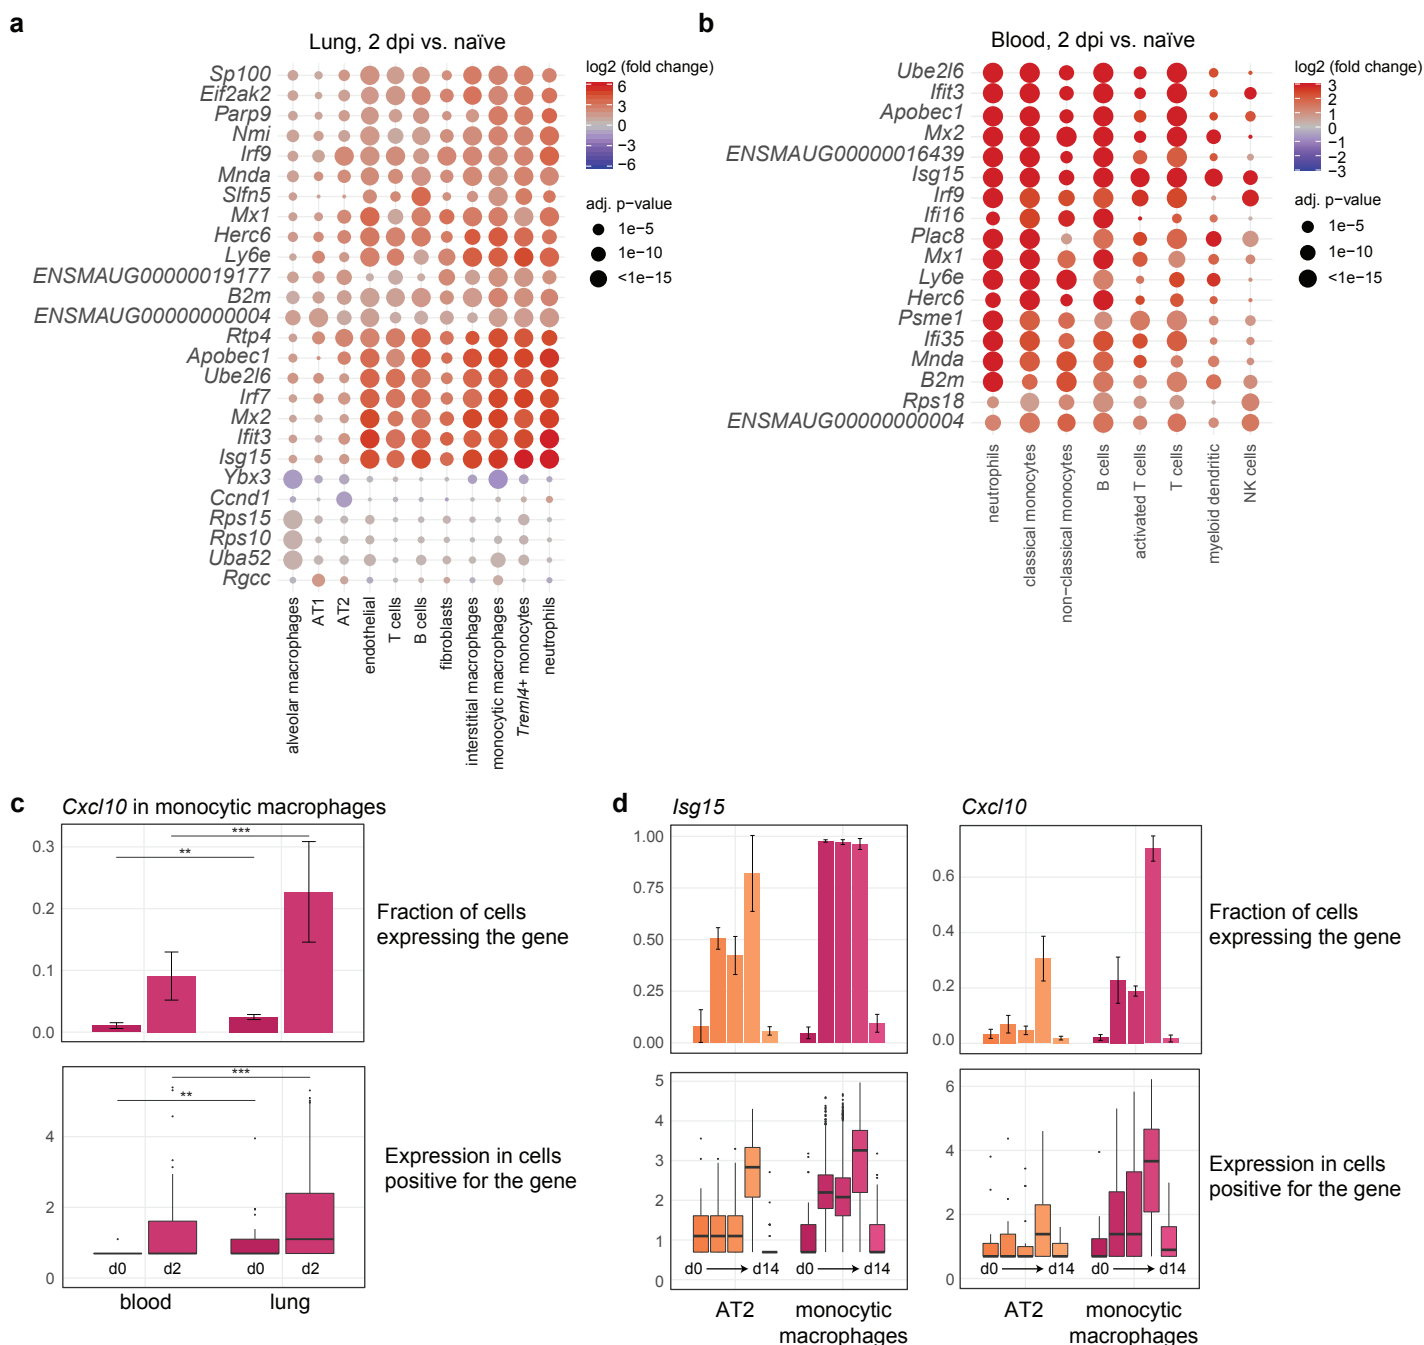 a
Lung, 2 dpi vs. naïve
Sp100
Eif2ak2
Parp9
Nmi
Irf9
Mnda
Slfn5
Mx1
Herc6
Ly6e
ENSMAUG00000019177
B2m
ENSMAUG00000000004
Rtp4
Apobec1
Ube2l6
Irf7
Mx2
Ifit3
Isg15
Ybx3
Ccnd1
Rps15
Rps10
Uba52
Rgcc
alveolar macrophages
AT1
AT2
endothelial
T cells
B cells
fibroblasts
interstitial macrophages
monocytic macrophages
Treml4+ monocytes
neutrophils
log2 (fold change)
6
3
0
−3
−6
adj. p−value
1e−5
1e−10
<1e−15
b
Blood, 2 dpi vs. naïve
Ube2l6
Ifit3
Apobec1
Mx2
ENSMAUG00000016439
Isg15
Irf9
Ifi16
Plac8
Mx1
Ly6e
Herc6
Psme1
Ifi35
Mnda
B2m
Rps18
ENSMAUG00000000004
neutrophils
classical monocytes
non−classical monocytes
B cells
activated T cells
T cells
myeloid dendritic
NK cells
log2 (fold change)
3
2
1
0
−1
−2
−3
adj. p−value
1e−5
1e−10
<1e−15
c
Cxcl10 in monocytic macrophages
***
**
0.3
0.2
0.1
0.0
Fraction of cells
expressing the gene
***
**
4
2
0
d0
d2
d0
d2
blood
lung
Expression in cells
positive for the gene
d
Isg15
1.00
0.75
0.50
0.25
0.00
5
4
3
2
1
0
d0
d14
d0
d14
AT2
monocytic
macrophages
Cxcl10
0.6
0.4
0.2
0.0
Fraction of cells
expressing the gene
6
4
2
0
d0
d14
d0
d14
AT2
monocytic
macrophages
Expression in cells
positive for the gene